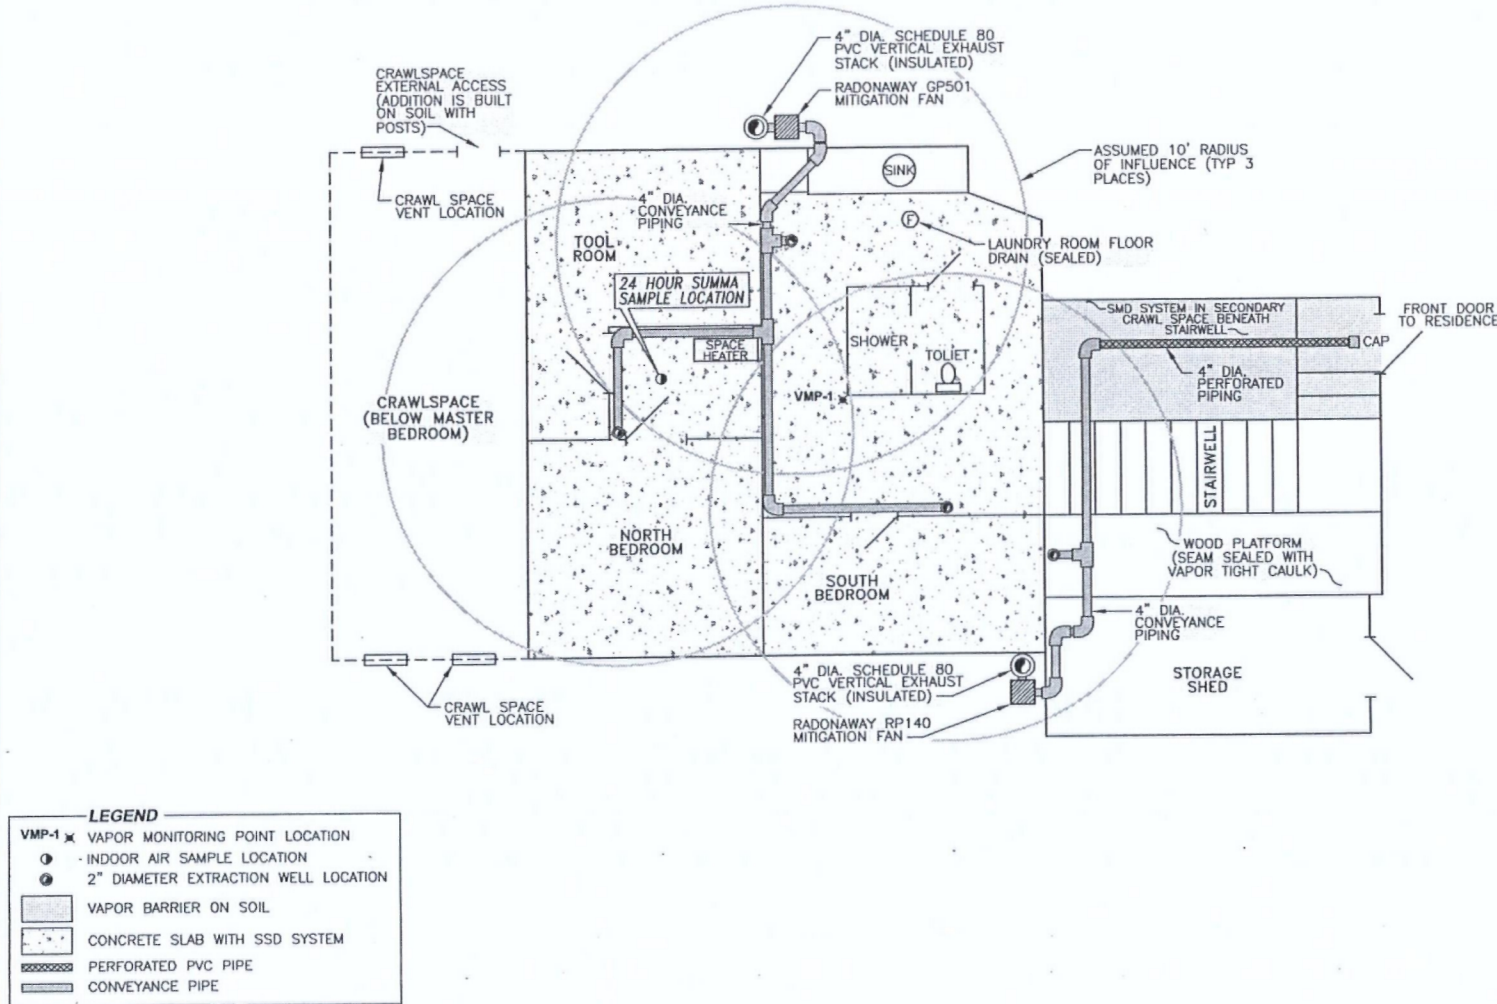 4" DIA. SCHEDULE 80
PVC VERTICAL EXHAUST
STACK (INSULATED)
RADONAWAY GP501
MITIGATION FAN
CRAWLSPACE
EXTERNAL ACCESS
(ADDITION IS BUILT
ON SOIL WITH
POSTS)
ASSUMED 10' RADIUS
OF INFLUENCE (TYP 3
PLACES)
SINK
CRAWL SPACE
VENT LOCATION
4" DIA.
CONVEYANCE
PIPING
F
TOOL
ROOM
LAUNDRY ROOM FLOOR
DRAIN (SEALED)
24 HOUR SUMMA
SAMPLE LOCATION
SMD SYSTEM IN SECONDARY
CRAWL SPACE BENEATH
STAIRWELL
FRONT DOOR
TO RESIDENCE
SPACE
HEATER
SHOWER
TOLIET
CAP
4" DIA.
PERFORATED
PIPING
VMP-1
CRAWLSPACE
(BELOW MASTER
BEDROOM)
STAIRWELL
NORTH
BEDROOM
SOUTH
BEDROOM
WOOD PLATFORM
(SEAM SEALED WITH
VAPOR TIGHT CAULK)
4" DIA.
CONVEYANCE
PIPING
4" DIA. SCHEDULE 80
PVC VERTICAL EXHAUST
STACK (INSULATED)
STORAGE
SHED
CRAWL SPACE
VENT LOCATION
RADONAWAY RP140
MITIGATION FAN
LEGEND
VMP-1 VAPOR MONITORING POINT LOCATION
INDOOR AIR SAMPLE LOCATION
2" DIAMETER EXTRACTION WELL LOCATION
VAPOR BARRIER ON SOIL
CONCRETE SLAB WITH SSD SYSTEM
PERFORATED PVC PIPE
CONVEYANCE PIPE